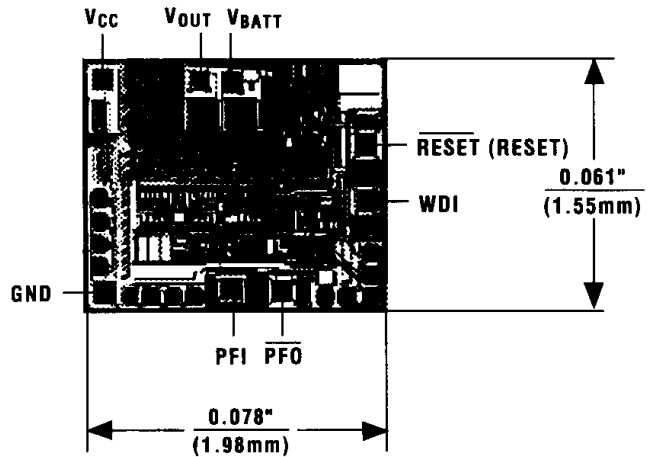 VCC VOUT VBATT
RESET (RESET)
0.061"
(1.55mm)
WDI
GND
PFI PFO
0.078"
(1.98mm)